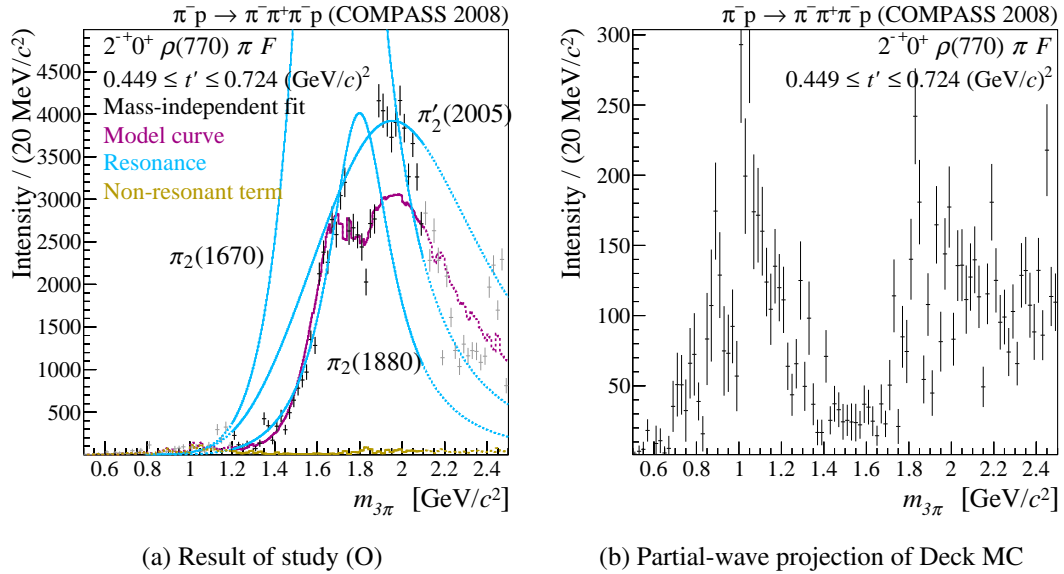 π⁻p → π⁻π⁺π⁻p (COMPASS 2008)
2⁻⁺0⁺ ρ(770) π F
0.449 ≤ t′ ≤ 0.724 (GeV/c)²
Mass-independent fit
Model curve
Resonance
Non-resonant term
π₂′(2005)
π₂(1670)
π₂(1880)
Intensity / (20 MeV/c²)
4500
4000
3500
3000
2500
2000
1500
1000
500
0.6 0.8 1 1.2 1.4 1.6 1.8 2 2.2 2.4
m₃π [GeV/c²]
(a) Result of study (O)
π⁻p → π⁻π⁺π⁻p (COMPASS 2008)
2⁻⁺0⁺ ρ(770) π F
0.449 ≤ t′ ≤ 0.724 (GeV/c)²
Intensity / (20 MeV/c²)
300
250
200
150
100
50
0.6 0.8 1 1.2 1.4 1.6 1.8 2 2.2 2.4
m₃π [GeV/c²]
(b) Partial-wave projection of Deck MC